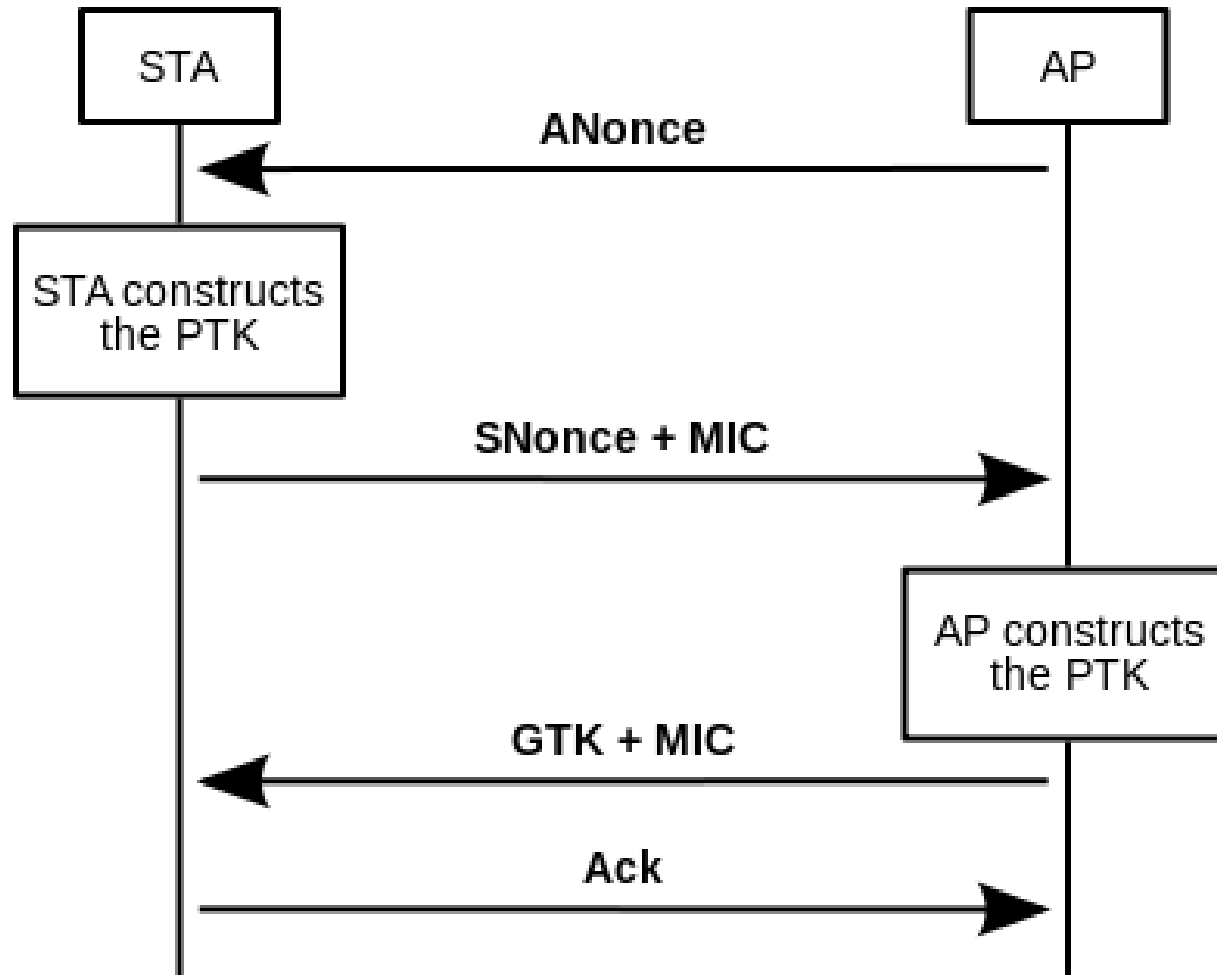 STA
AP
ANonce
STA constructs
the PTK
SNonce + MIC
AP constructs
the PTK
GTK + MIC
Ack